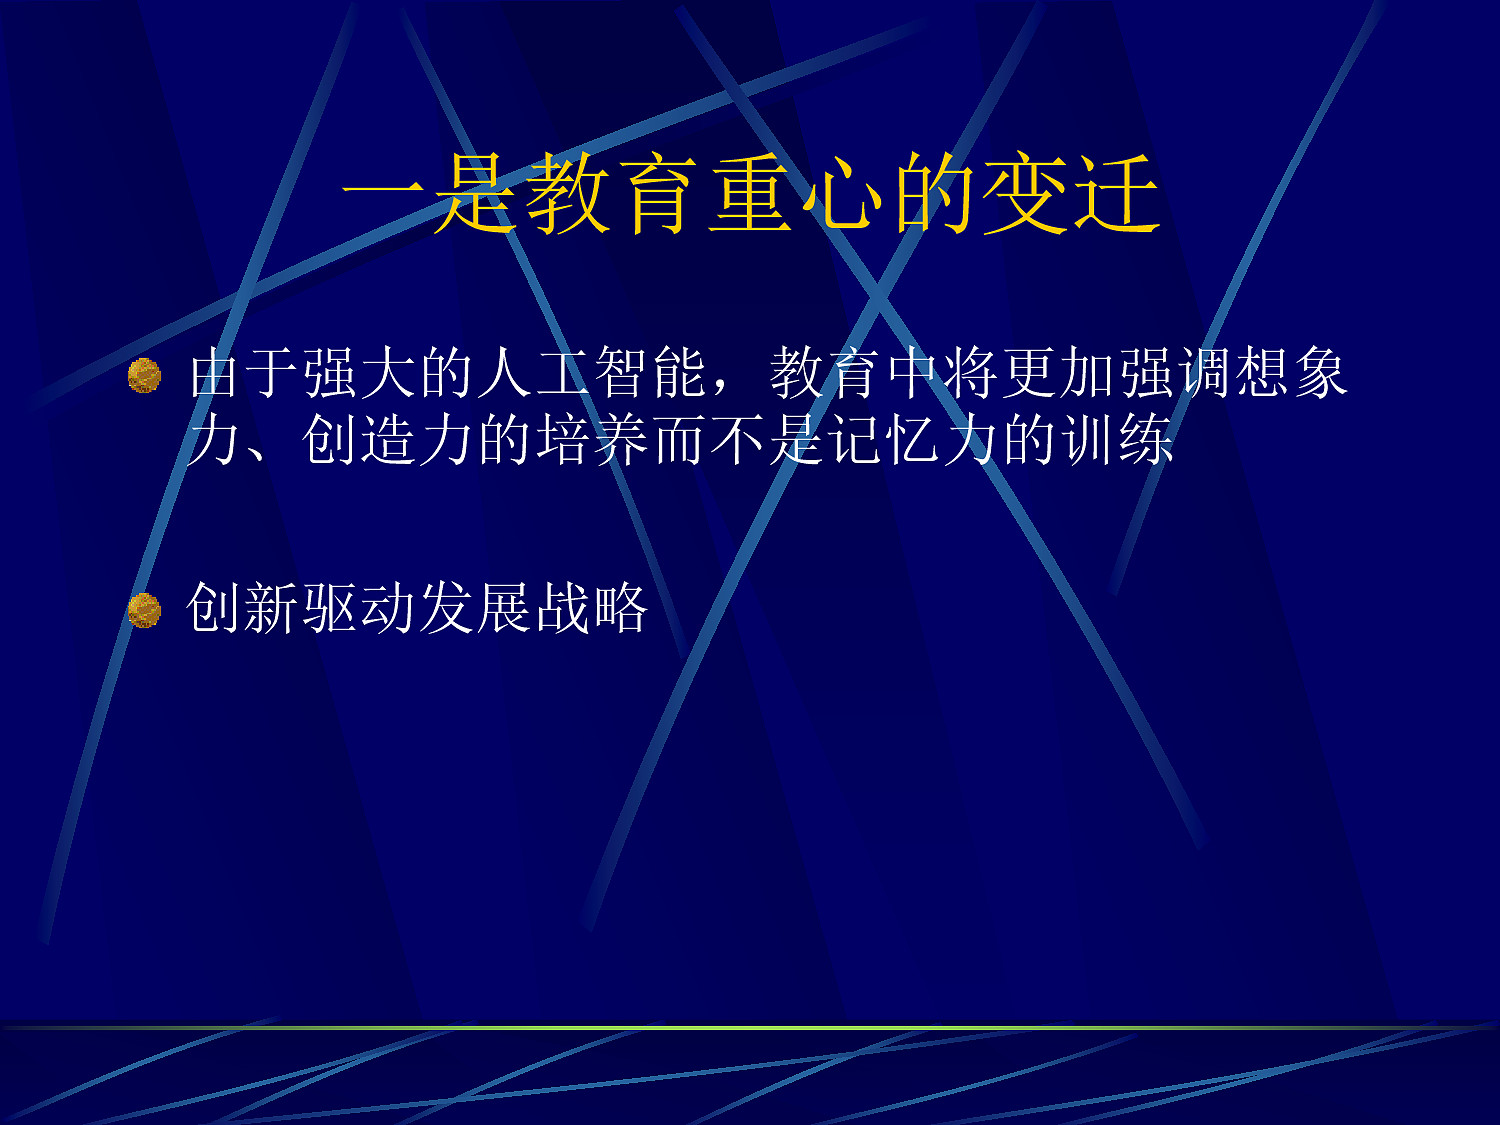 一是教育重心的变迁
由于强大的人工智能，教育中将更加强调想象
力、创造力的培养而不是记忆力的训练
创新驱动发展战略